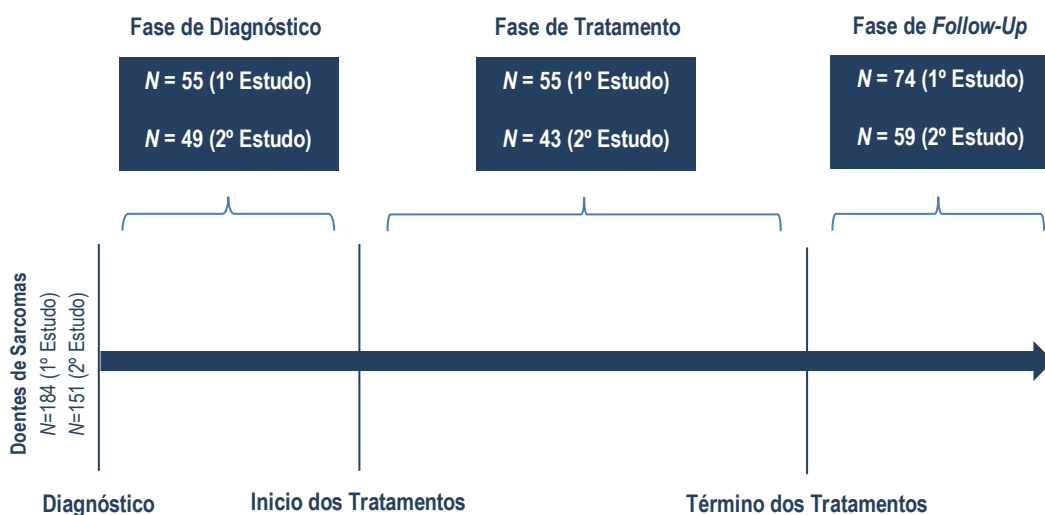 Fase de Diagnóstico
Fase de Tratamento
Fase de Follow-Up
N = 55 (1º Estudo)
N = 49 (2º Estudo)
N = 55 (1º Estudo)
N = 43 (2º Estudo)
N = 74 (1º Estudo)
N = 59 (2º Estudo)
Doentes de Sarcomas
N=184 (1º Estudo)
N=151 (2º Estudo)
Diagnóstico
Inicio dos Tratamentos
Término dos Tratamentos